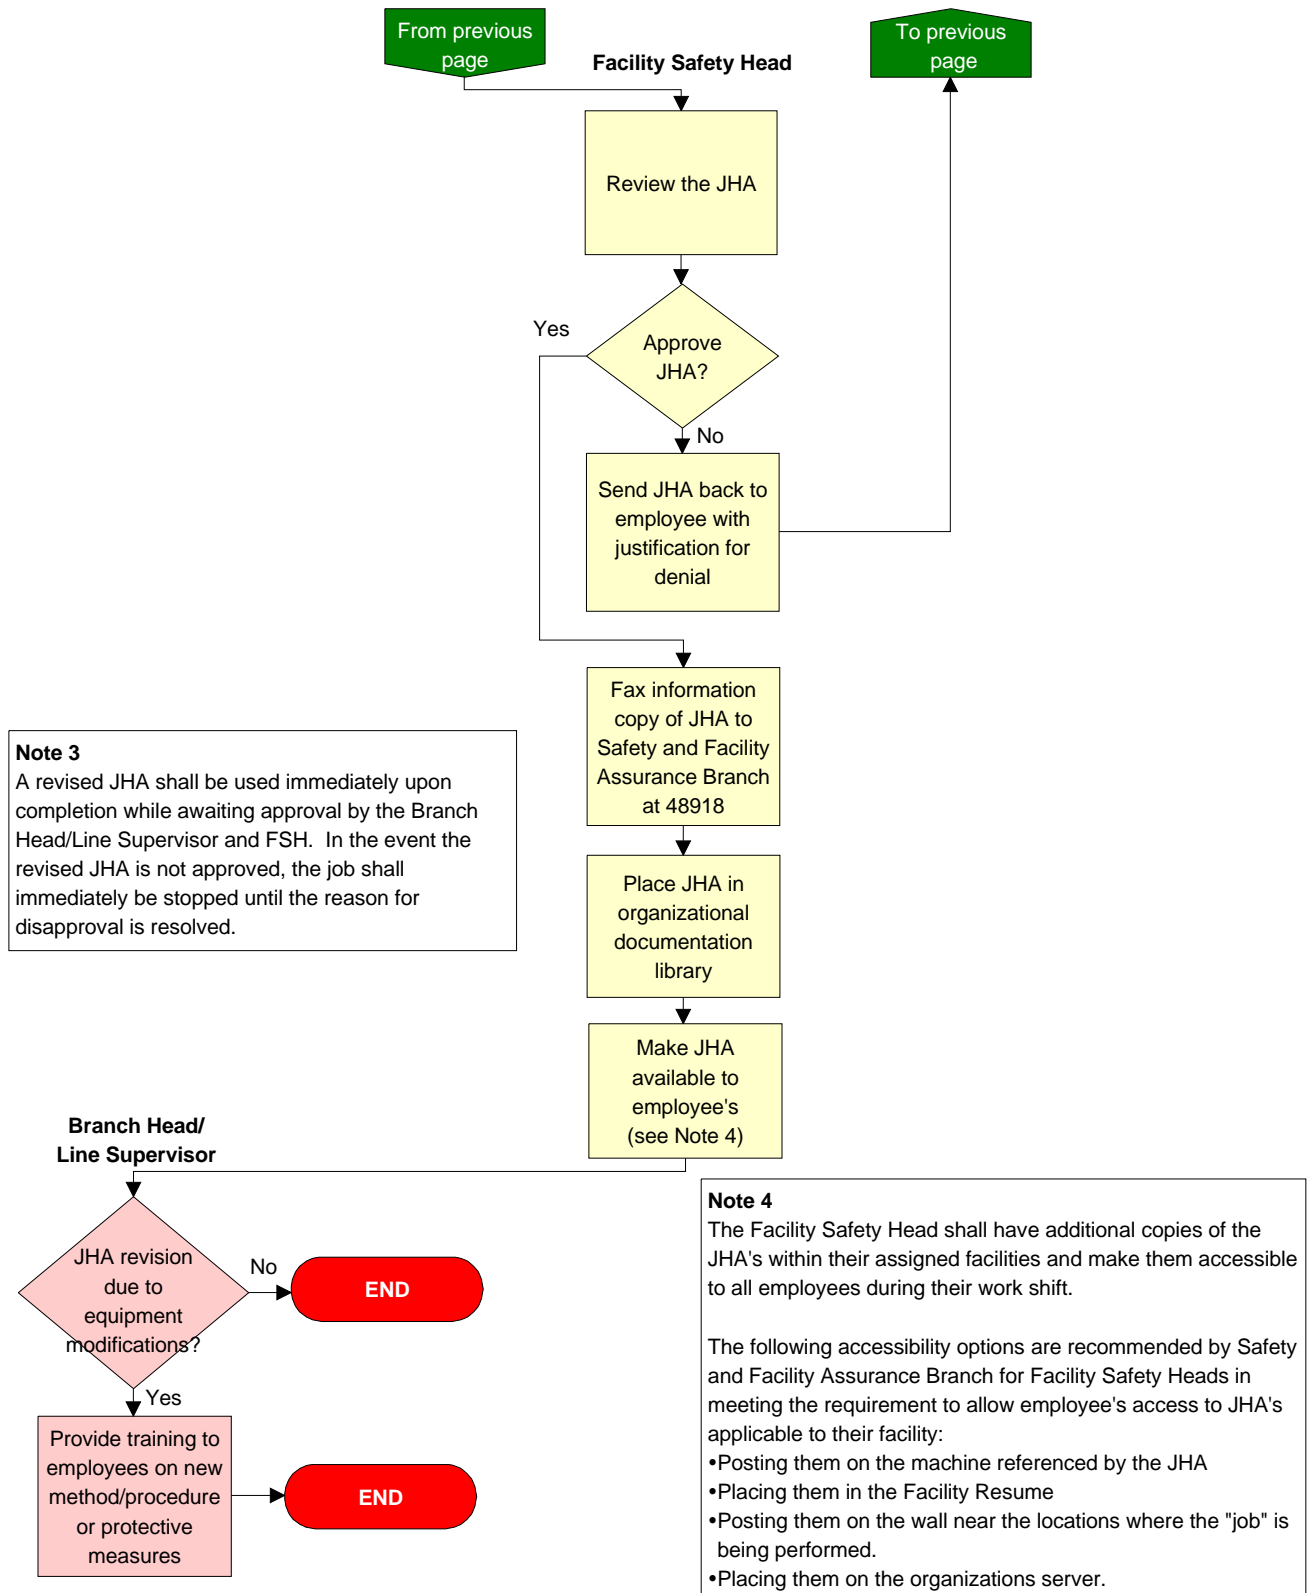 From previous
page
To previous
page
Facility Safety Head
Review the JHA
Yes
Approve
JHA?
No
Send JHA back to
employee with
justification for
denial
Fax information
copy of JHA to
Safety and Facility
Assurance Branch
at 48918
Note 3
A revised JHA shall be used immediately upon
completion while awaiting approval by the Branch
Head/Line Supervisor and FSH.  In the event the
revised JHA is not approved, the job shall
immediately be stopped until the reason for
disapproval is resolved.
Place JHA in
organizational
documentation
library
Make JHA
available to
employee's
(see Note 4)
Branch Head/
Line Supervisor
JHA revision
due to
equipment
modifications?
No
END
Yes
Provide training to
employees on new
method/procedure
or protective
measures
END
Note 4
The Facility Safety Head shall have additional copies of the
JHA's within their assigned facilities and make them accessible
to all employees during their work shift.
The following accessibility options are recommended by Safety
and Facility Assurance Branch for Facility Safety Heads in
meeting the requirement to allow employee's access to JHA's
applicable to their facility:
•Posting them on the machine referenced by the JHA
•Placing them in the Facility Resume
•Posting them on the wall near the locations where the "job" is
being performed.
•Placing them on the organizations server.